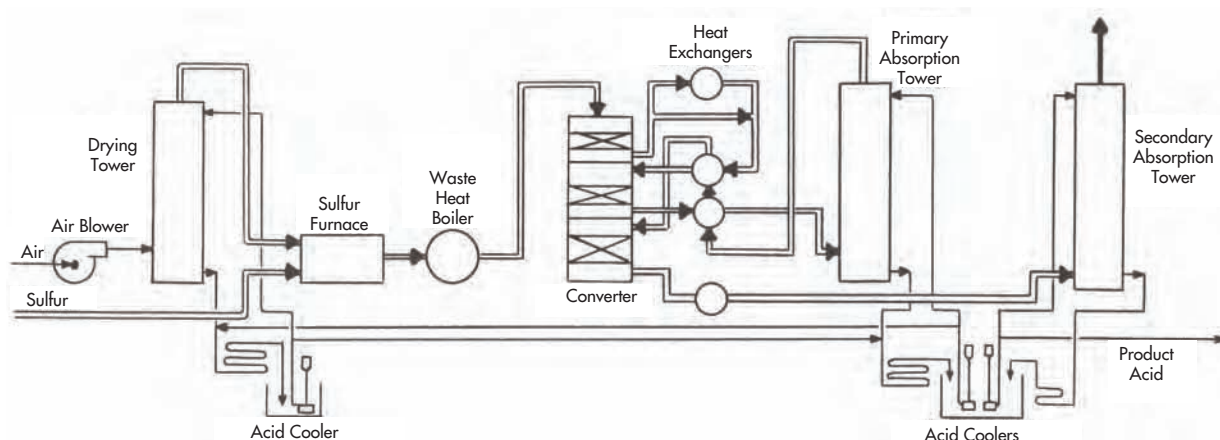 Heat
Exchangers
Primary
Absorption
Tower
Drying
Tower
Secondary
Absorption
Tower
Waste
Heat
Boiler
Sulfur
Furnace
Air Blower
Air
Sulfur
Converter
Product
Acid
Acid Cooler
Acid Coolers